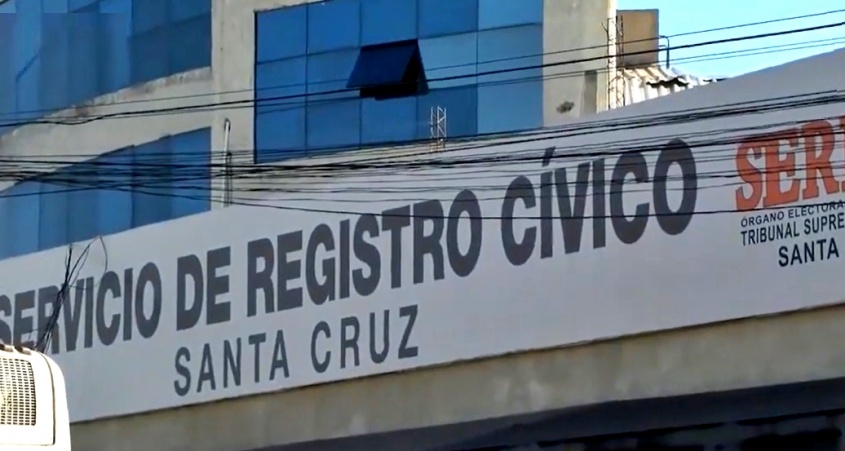 SERVICIO DE REGISTRO CÍVICO
SANTA CRUZ
SER
ÓRGANO ELECTORA
TRIBUNAL SUPRE
SANTA